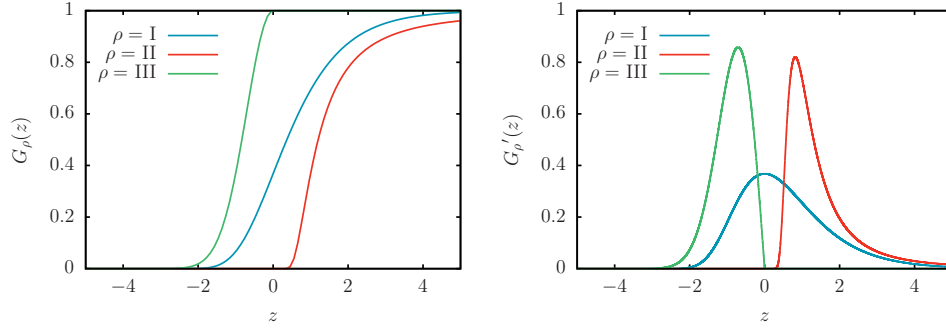 1
0.8
0.6
0.4
0.2
0
−4 −2 0 2 4
z
G_ρ(z)
ρ = I
ρ = II
ρ = III
1
0.8
0.6
0.4
0.2
0
−4 −2 0 2 4
z
G_ρ′(z)
ρ = I
ρ = II
ρ = III